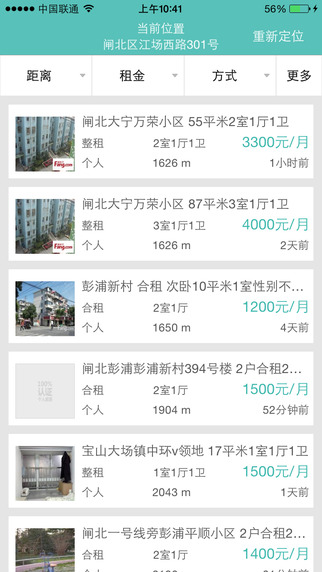 中国联通
上午10:41
56%
当前位置
闸北区江场西路301号
重新定位
距离
租金
方式
更多
闸北大宁万荣小区 55平米2室1厅1卫
整租
2室1厅1卫
3300元/月
个人
1626 m
1小时前
闸北大宁万荣小区 87平米3室1厅1卫
整租
3室1厅1卫
4000元/月
个人
1626 m
2天前
彭浦新村 合租 次卧10平米1室性别不...
合租
2室1厅
1200元/月
个人
1650 m
4天前
100%
认证
闸北彭浦彭浦新村394号楼 2户合租2...
合租
2室1厅
1500元/月
个人
1904 m
52分钟前
宝山大场镇中环v领地 17平米1室1厅1卫
整租
1室1厅1卫
1500元/月
个人
2043 m
1天前
闸北一号线旁彭浦平顺小区 2室2户合...
合租
2室1厅
1400元/月
个人